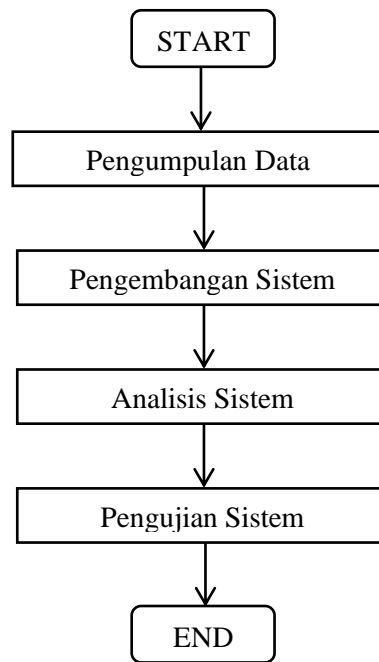 START
Pengumpulan Data
Pengembangan Sistem
Analisis Sistem
Pengujian Sistem
END